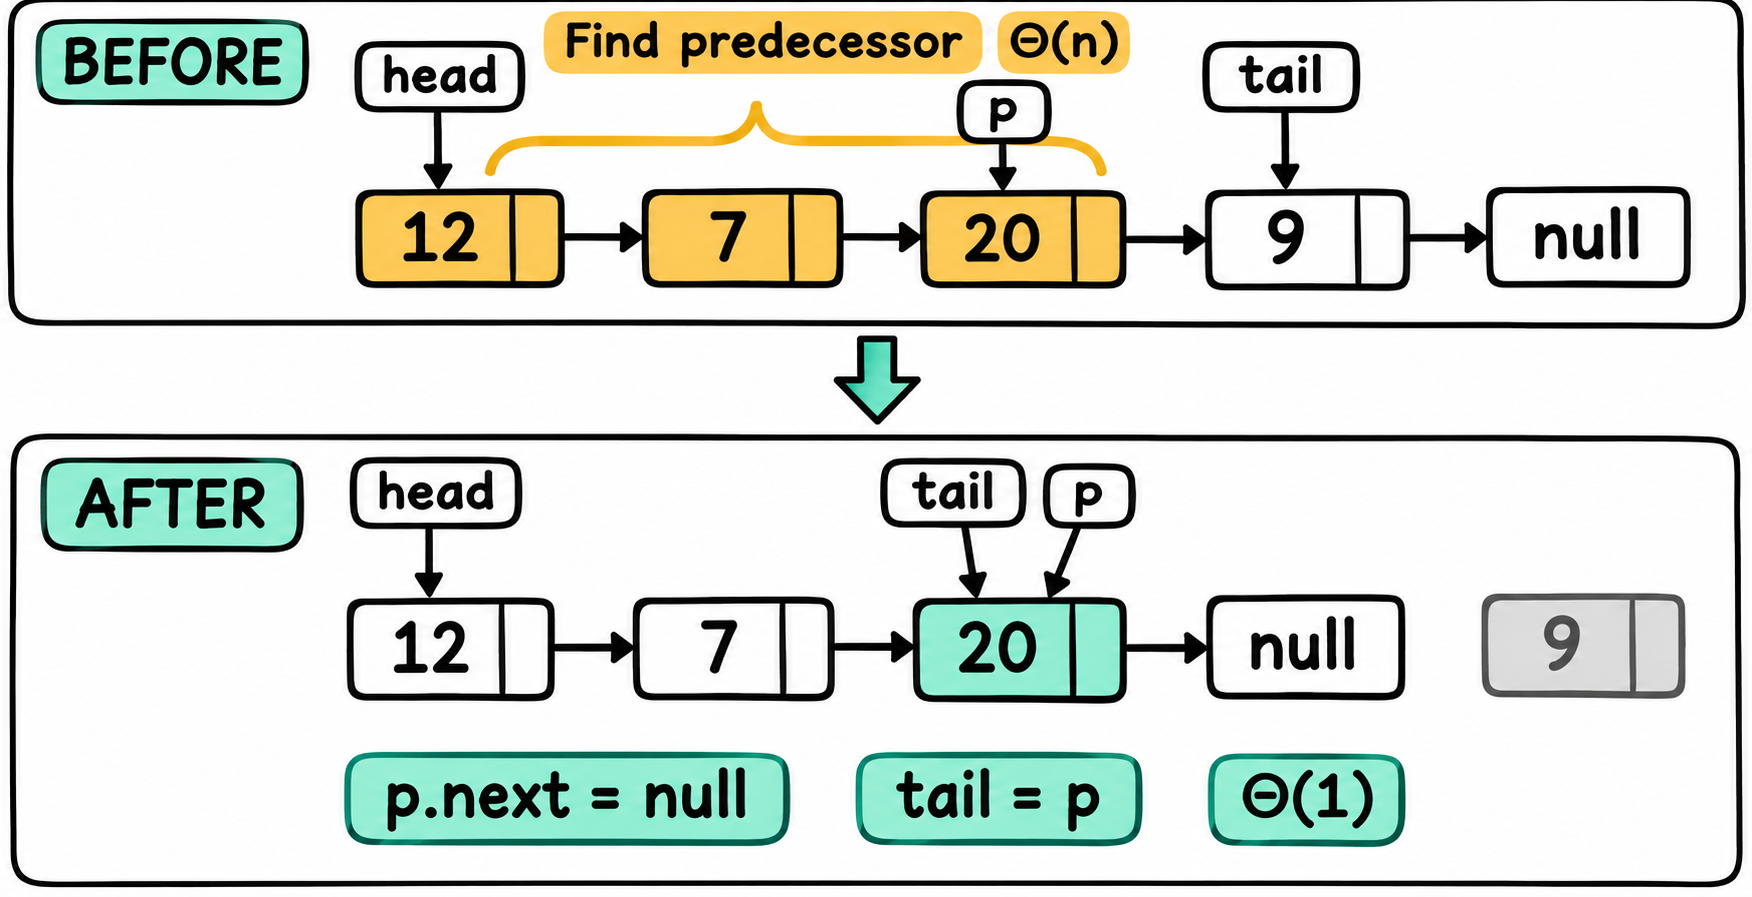 BEFORE
head
Find predecessor Θ(n)
p
tail
12
7
20
9
null
AFTER
head
tail
p
12
7
20
null
9
p.next = null
tail = p
Θ(1)